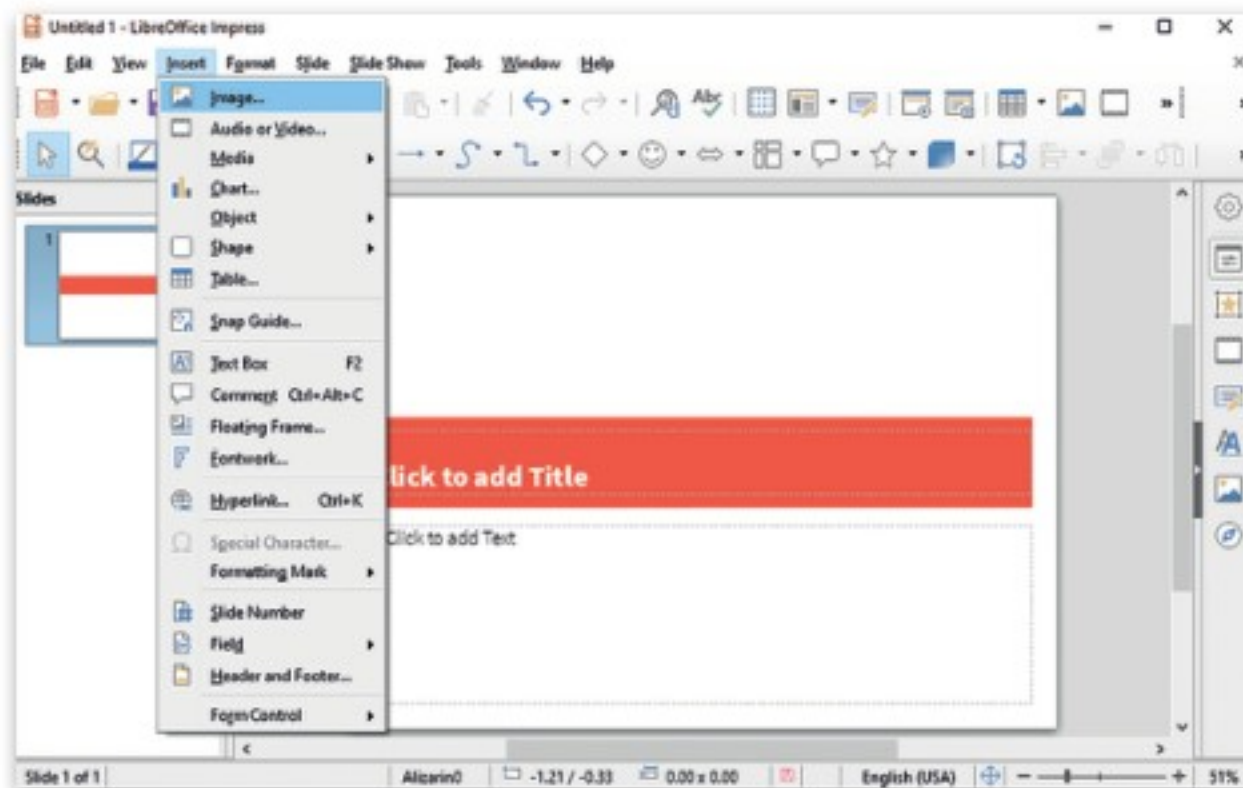 Untitled 1 - LibreOffice Impress
File Edit View Insert Format Slide Slide Show Tools Window Help
Image...
Abc
Audio or Video...
Media
Chart...
Slides
Object
1
Shape
Table...
Snap Guide...
Text Box F2
Comment Ctrl+Alt+C
Floating Frame...
Fontwork...
lick to add Title
Hyperlink... Ctrl+K
Click to add Text
Special Character...
Formatting Mark
Slide Number
Field
Header and Footer...
Form Control
Slide 1 of 1 Alizarin0 -1.21 / -0.33 0.00 x 0.00 English (USA) 51%